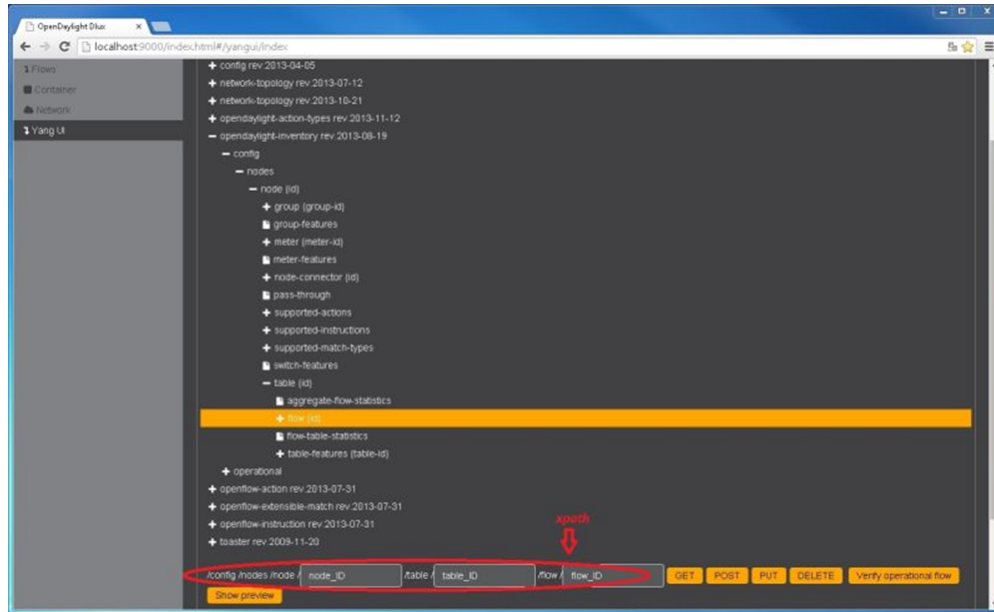 OpenDaylight Dlux
localhost:9000/index.html#/yangui/index
Flows
Container
Network
Yang UI
config rev.2013-04-05
network-topology rev.2013-07-12
network-topology rev.2013-10-21
opendaylight-action-types rev.2013-11-12
opendaylight-inventory rev.2013-08-19
config
nodes
node (id)
group (group-id)
group-features
meter (meter-id)
meter-features
node-connector (id)
pass-through
supported-actions
supported-instructions
supported-match-types
switch-features
table (id)
aggregate-flow-statistics
flow (id)
flow-table-statistics
table-features (table-id)
operational
openflow-action rev.2013-07-31
openflow-extensible-match rev.2013-07-31
openflow-instruction rev.2013-07-31
toaster rev.2009-11-20
xpath
/config /nodes /node / node_ID /table / table_ID /flow / flow_ID GET POST PUT DELETE Verify operational flow
Show preview